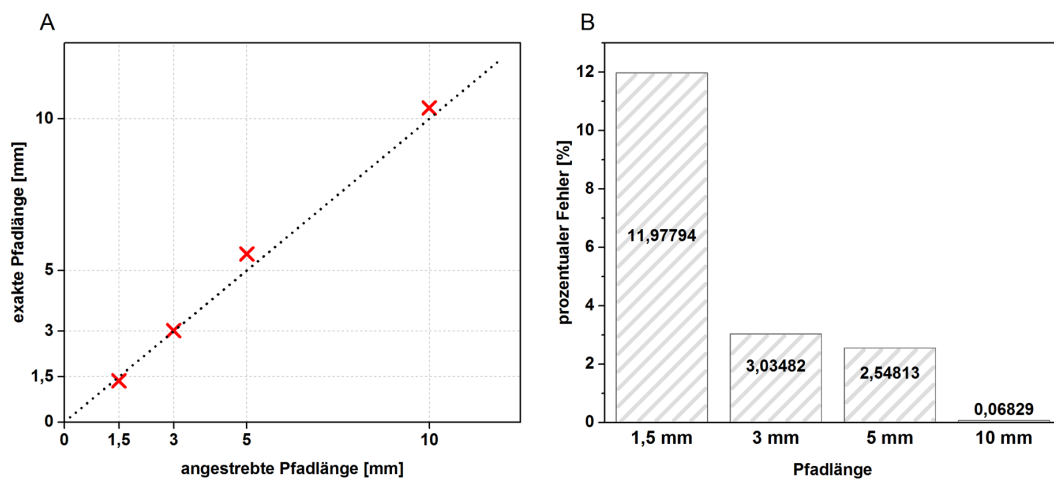 A
exakte Pfadlänge [mm]
10
5
3
1,5
0
0 1,5 3 5 10
angestrebte Pfadlänge [mm]
B
prozentualer Fehler [%]
12
10
8
6
4
2
0
11,97794
3,03482
2,54813
0,06829
1,5 mm 3 mm 5 mm 10 mm
Pfadlänge